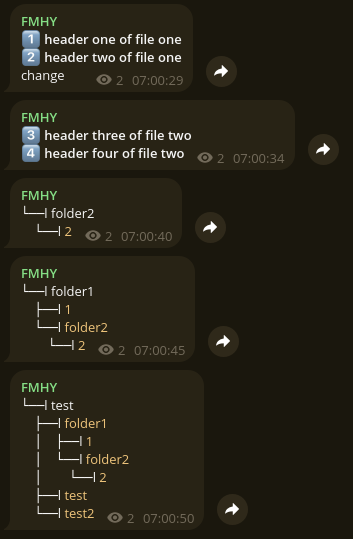 FMHY
1️⃣ header one of file one
2️⃣ header two of file one
change 2 07:00:29
FMHY
3️⃣ header three of file two
4️⃣ header four of file two 2 07:00:34
FMHY
└──| folder2
    └──| 2 2 07:00:40
FMHY
└──| folder1
    ├──| 1
    └──| folder2
        └──| 2 2 07:00:45
FMHY
└──| test
    ├──| folder1
    │   ├──| 1
    │   └──| folder2
    │       └──| 2
    ├──| test
    └──| test2 2 07:00:50